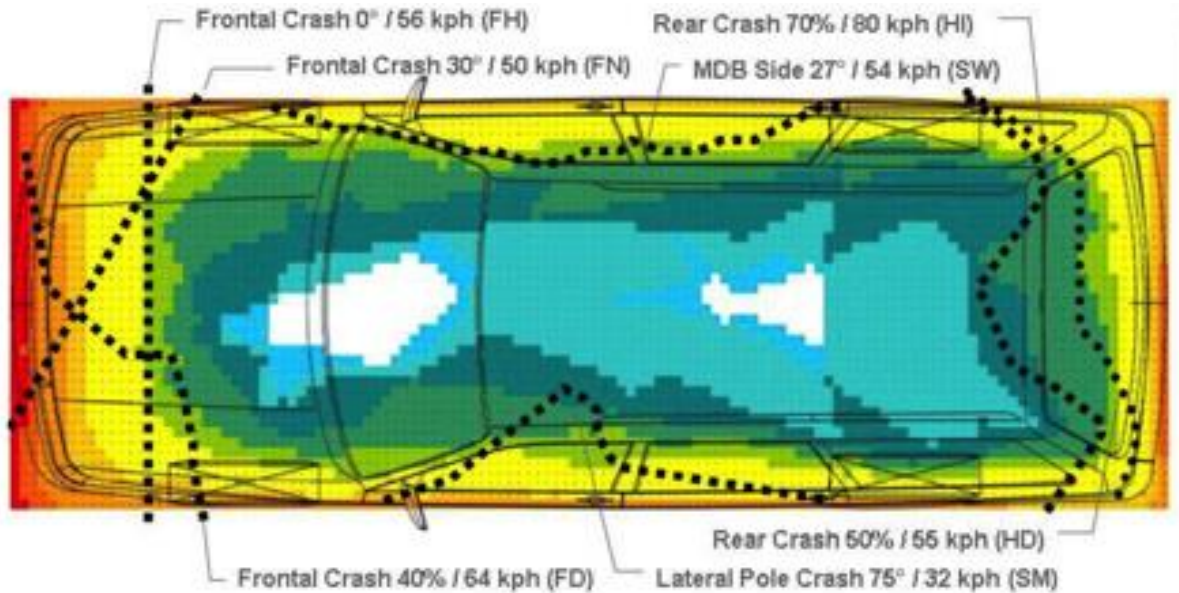 Frontal Crash 0° / 56 kph (FH)
Rear Crash 70% / 80 kph (HI)
Frontal Crash 30° / 50 kph (FN)
MDB Side 27° / 54 kph (SW)
Rear Crash 50% / 55 kph (HD)
Frontal Crash 40% / 64 kph (FD)
Lateral Pole Crash 75° / 32 kph (SM)